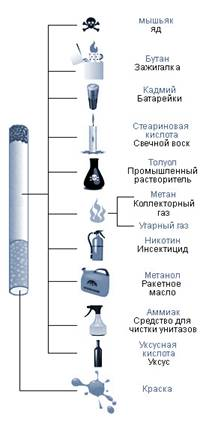 мышьяк
яд
Бутан
Зажигалка
Кадмий
Батарейки
Стеариновая
кислота
Свечной воск
Толуол
Промышленный
растворитель
Метан
Коллекторный
газ
Угарный газ
Никотин
Инсектицид
Метанол
Ракетное
масло
Аммиак
Средство для
чистки унитазов
Уксусная
кислота
Уксус
Краска